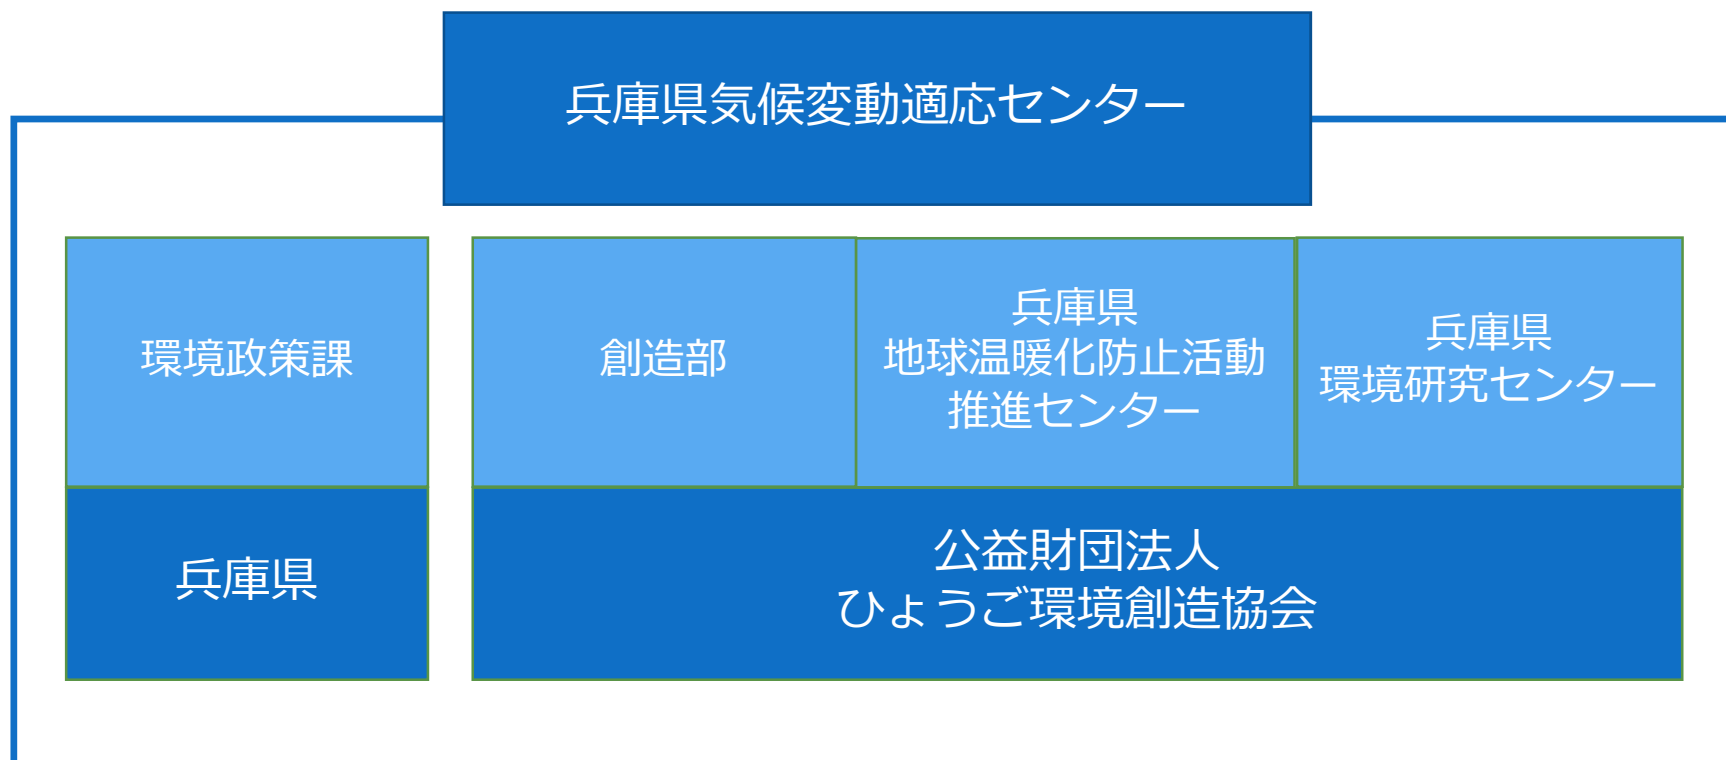 兵庫県気候変動適応センター
環境政策課
創造部
兵庫県
地球温暖化防止活動
推進センター
兵庫県
環境研究センター
兵庫県
公益財団法人
ひょうご環境創造協会